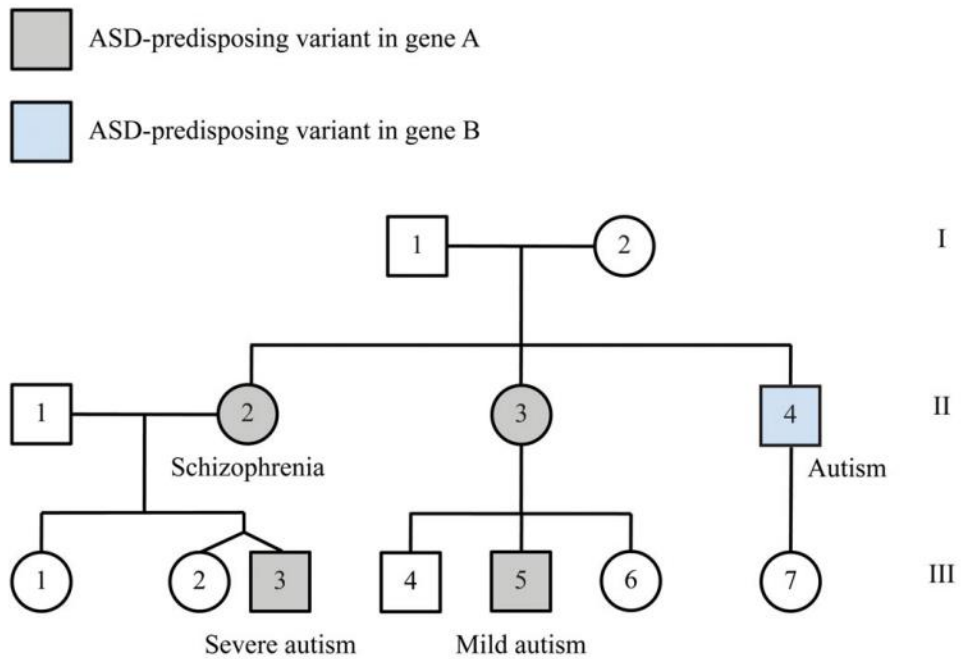 ASD-predisposing variant in gene A
ASD-predisposing variant in gene B
1 2 I
1 2 3 4 II
Schizophrenia Autism
1 2 3 4 5 6 7 III
Severe autism Mild autism